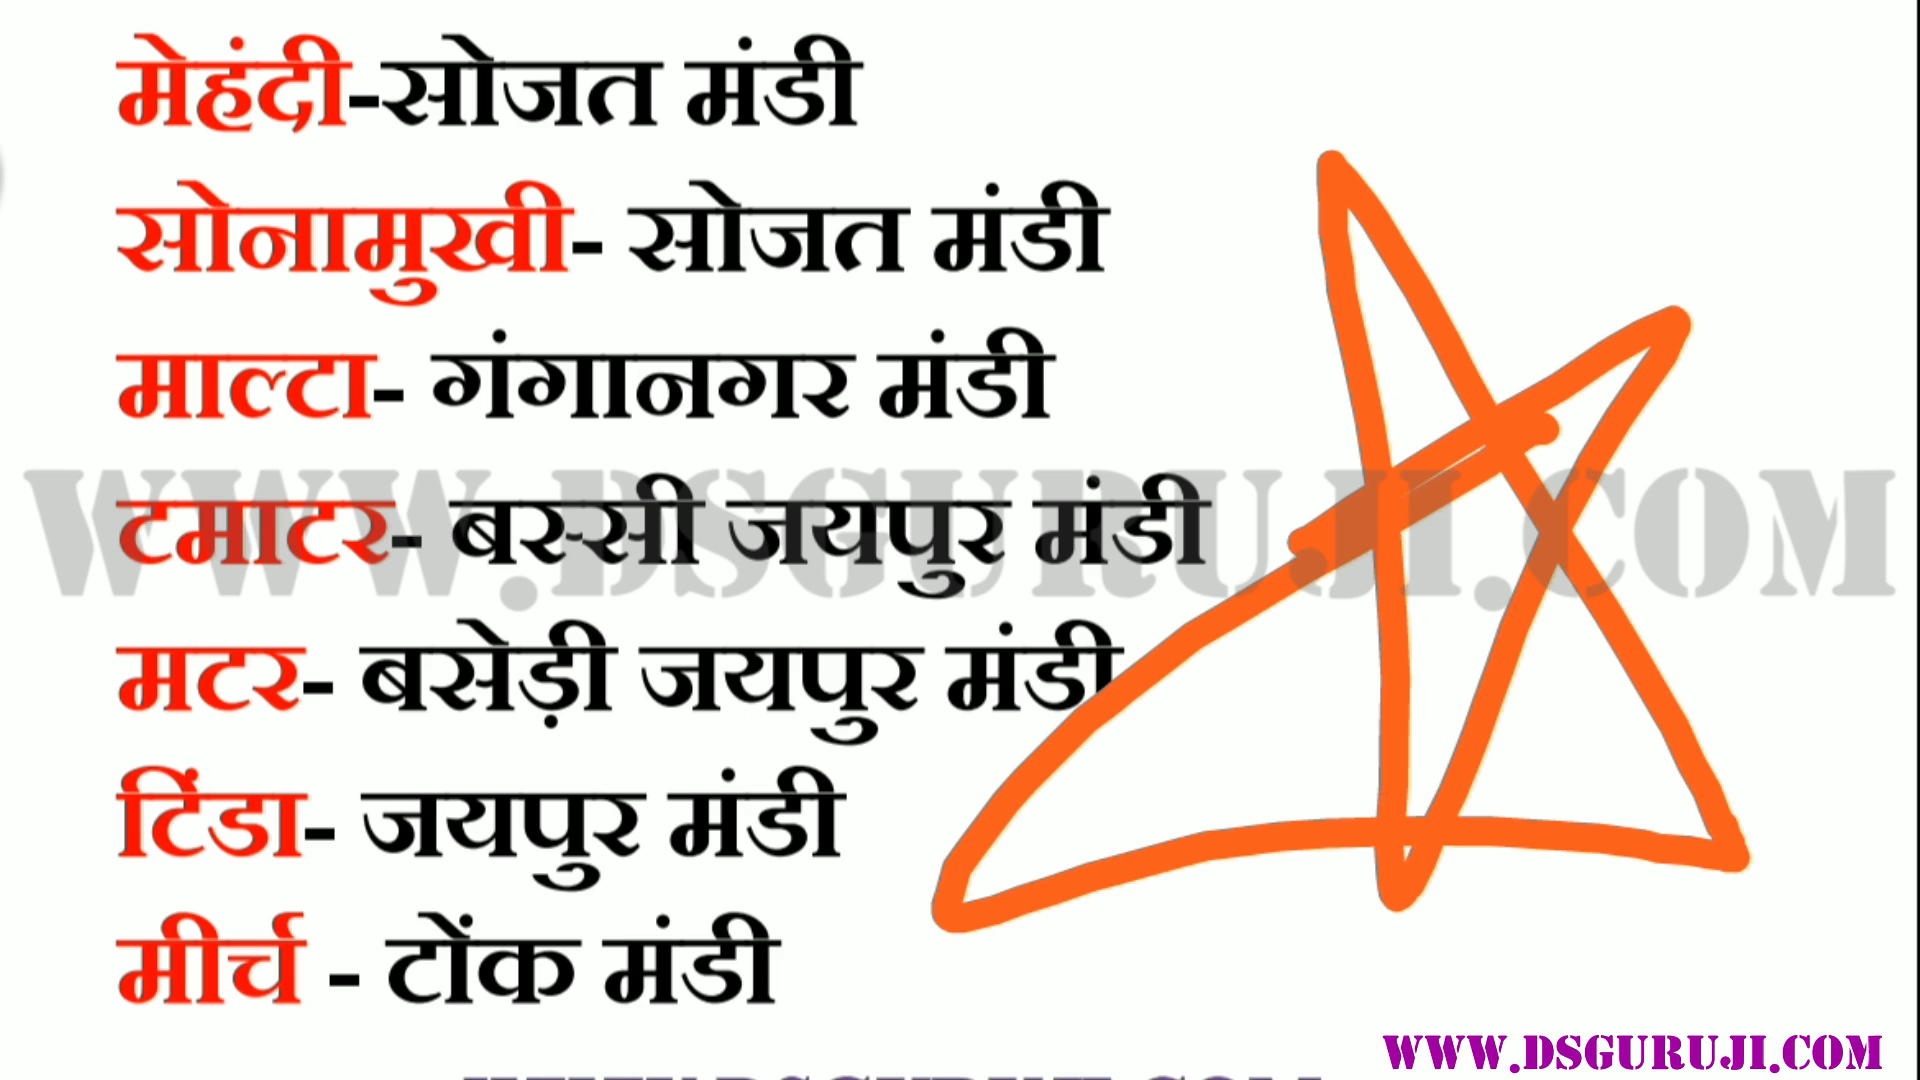 मेहंदी-सोजत मंडी
सोनामुखी- सोजत मंडी
माल्टा- गंगानगर मंडी
टमाटर- बस्सी जयपुर मंडी
WWW.DSGURUJI.COM
मटर- बसेड़ी जयपुर मंडी
टिंडा- जयपुर मंडी
मीर्च - टोंक मंडी
WWW.DSGURUJI.COM